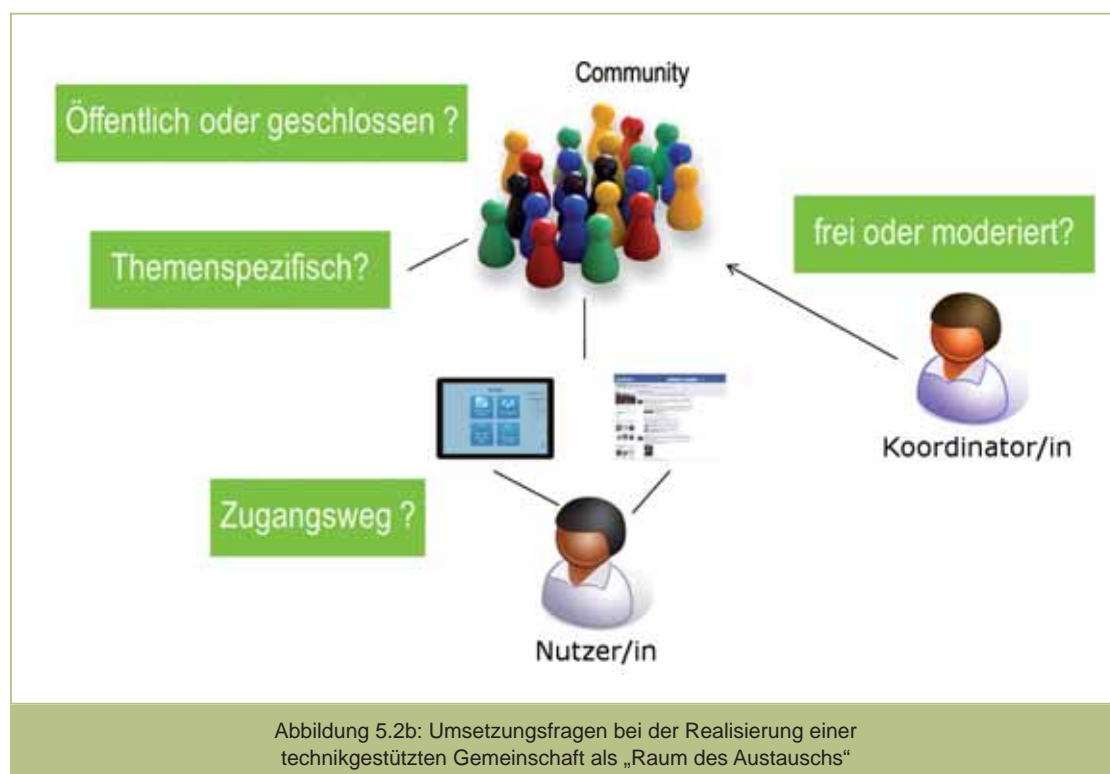 Community
Öffentlich oder geschlossen ?
frei oder moderiert?
Themenspezifisch?
Koordinator/in
Zugangsweg ?
Nutzer/in
Abbildung 5.2b: Umsetzungsfragen bei der Realisierung einer
technikgestützten Gemeinschaft als „Raum des Austauschs“